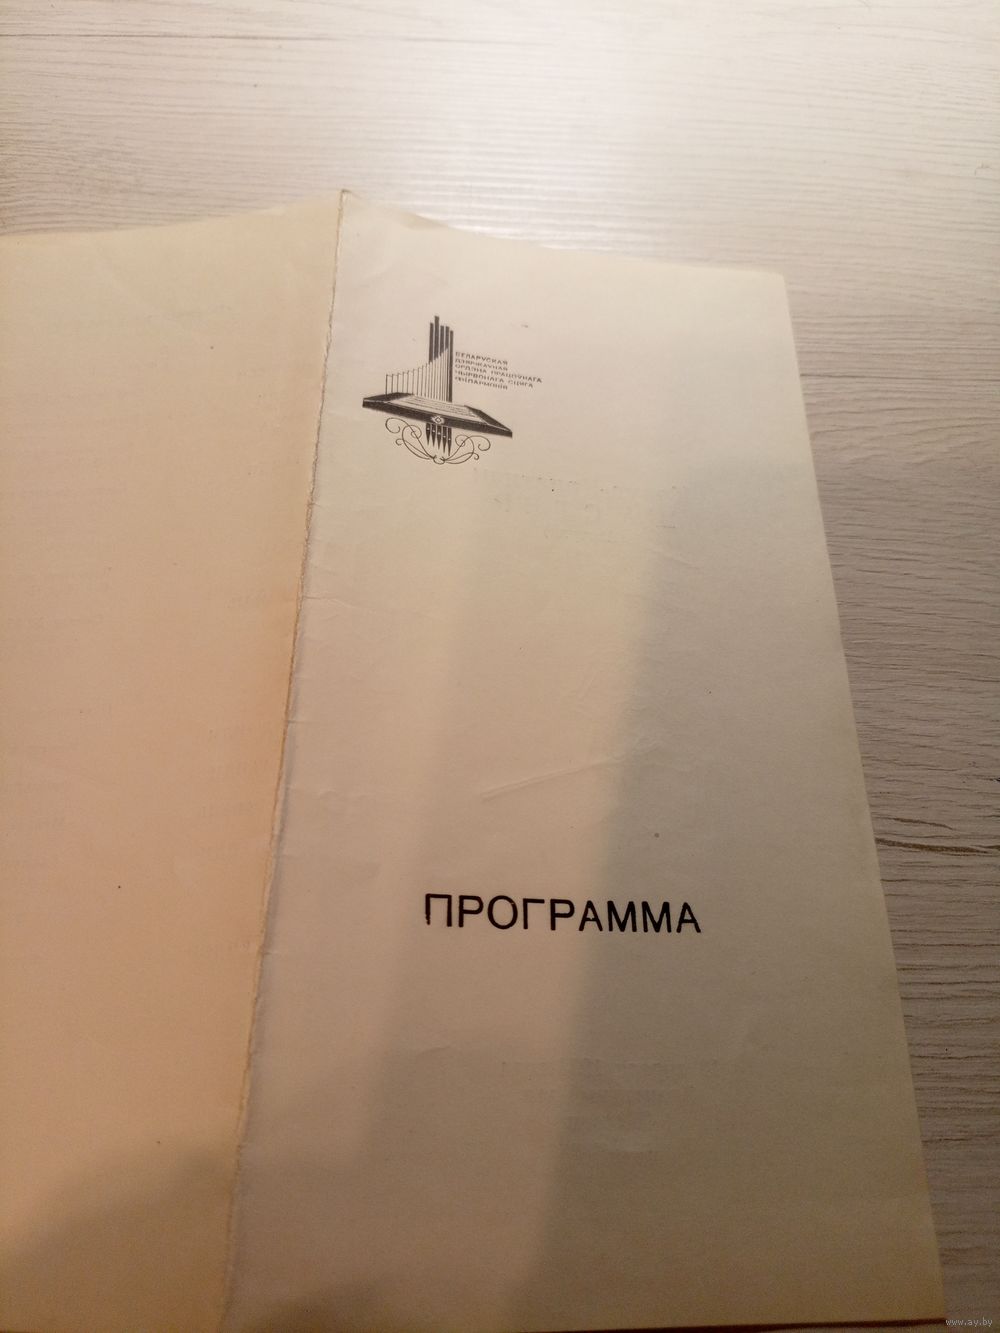 БЕЛАРУСКАЯ
ДЗЯРЖАЎНАЯ
ОРДЭНА ПРАЦОЎНАГА
ЧЫРВОНАГА СЦЯГА
ФІЛАРМОНІЯ
ПРОГРАММА
www.ay.by